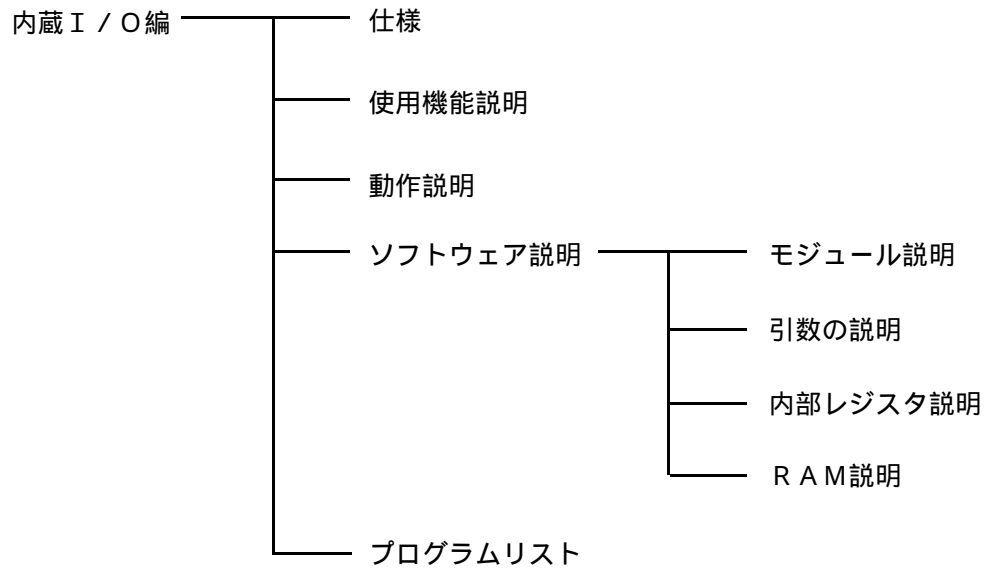 内蔵Ｉ／Ｏ編
仕様
使用機能説明
動作説明
ソフトウェア説明
モジュール説明
引数の説明
内部レジスタ説明
ＲＡＭ説明
プログラムリスト